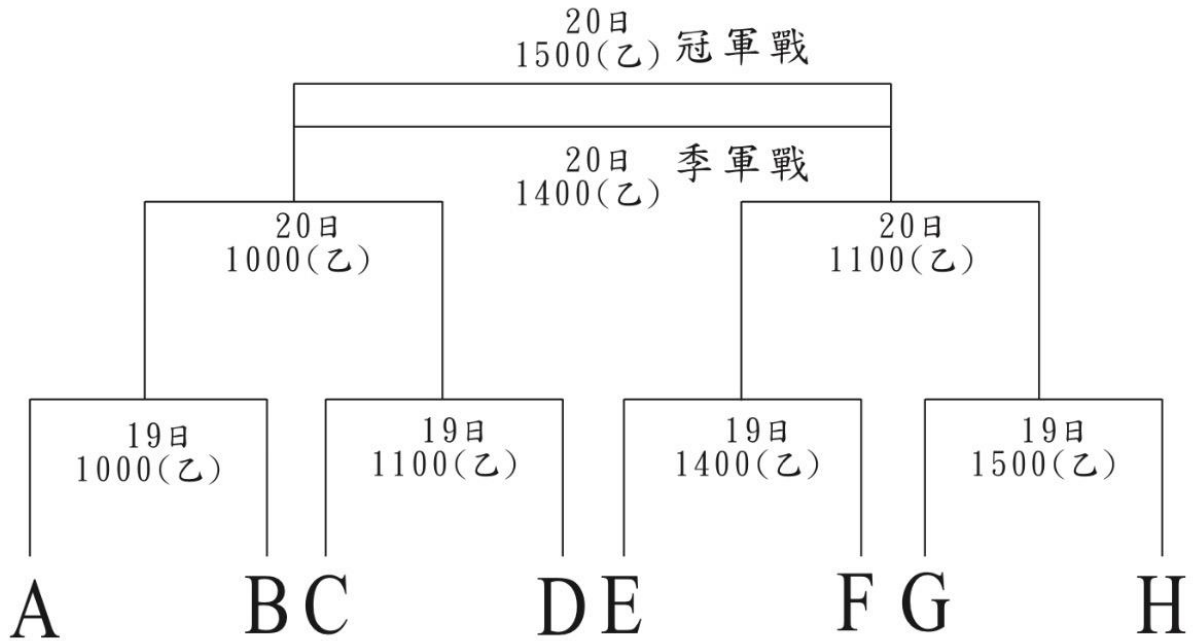 20日
1500(乙) 冠軍戰
20日 季軍戰
1400(乙)
20日
1000(乙)
20日
1100(乙)
19日
1000(乙)
19日
1100(乙)
19日
1400(乙)
19日
1500(乙)
A B C D E F G H